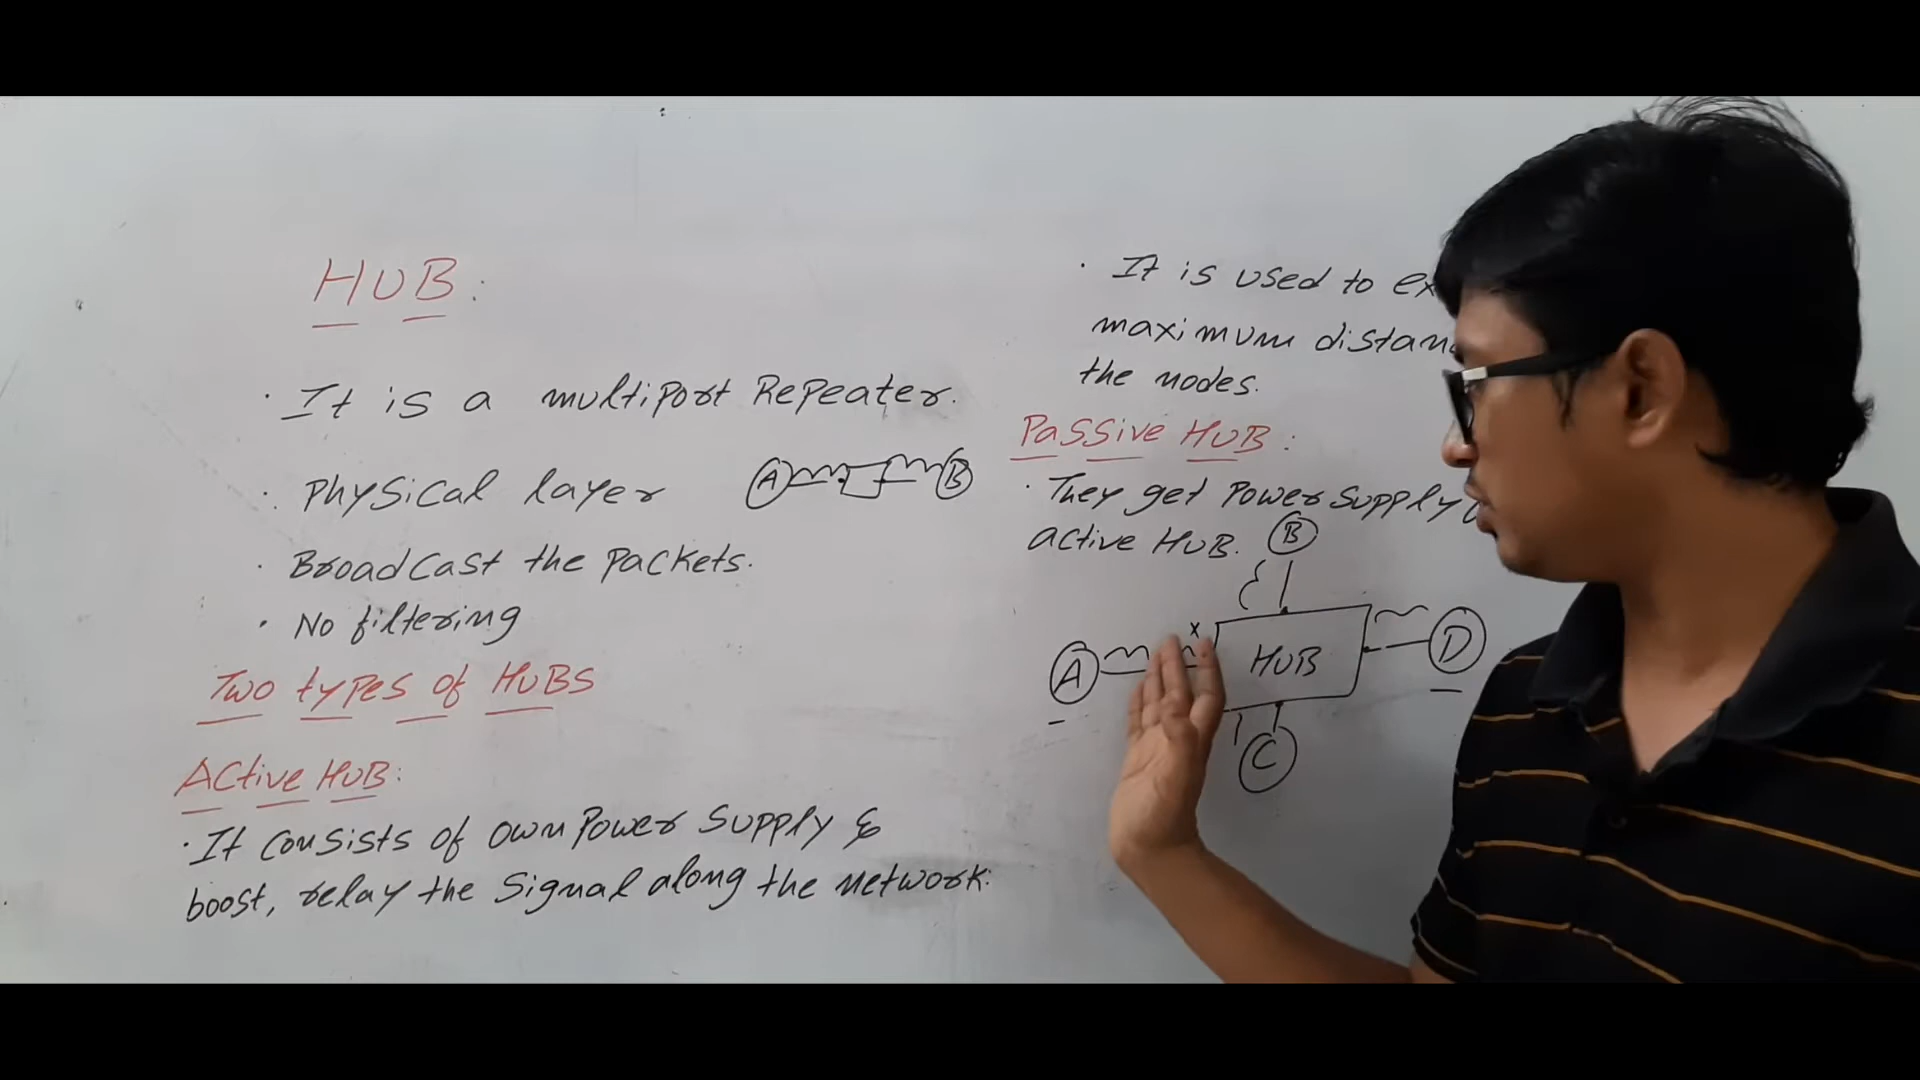 HUB:
· It is a multiport Repeater.
· Physical layer
A B
· Broadcast the Packets.
· No filtering
Two types of HUBS
Active HUB:
· It consists of own Power Supply &
boost, relay the Signal along the network.
· It is used to
maximum
the nodes.
Passive HUB:
· They get Power Supply
active HUB.
B
x
A HUB D
C